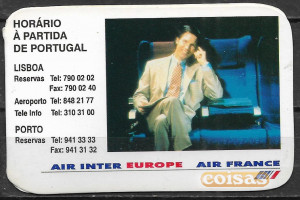 HORÁRIO
À PARTIDA
DE PORTUGAL
LISBOA
Reservas Tel: 790 02 02
Fax: 790 02 40
Aeroporto Tel: 848 21 77
Tele Info Tel: 310 31 00
PORTO
Reservas Tel: 941 33 33
Fax: 941 31 32
AIR INTER EUROPE AIR FRANCE
coisas